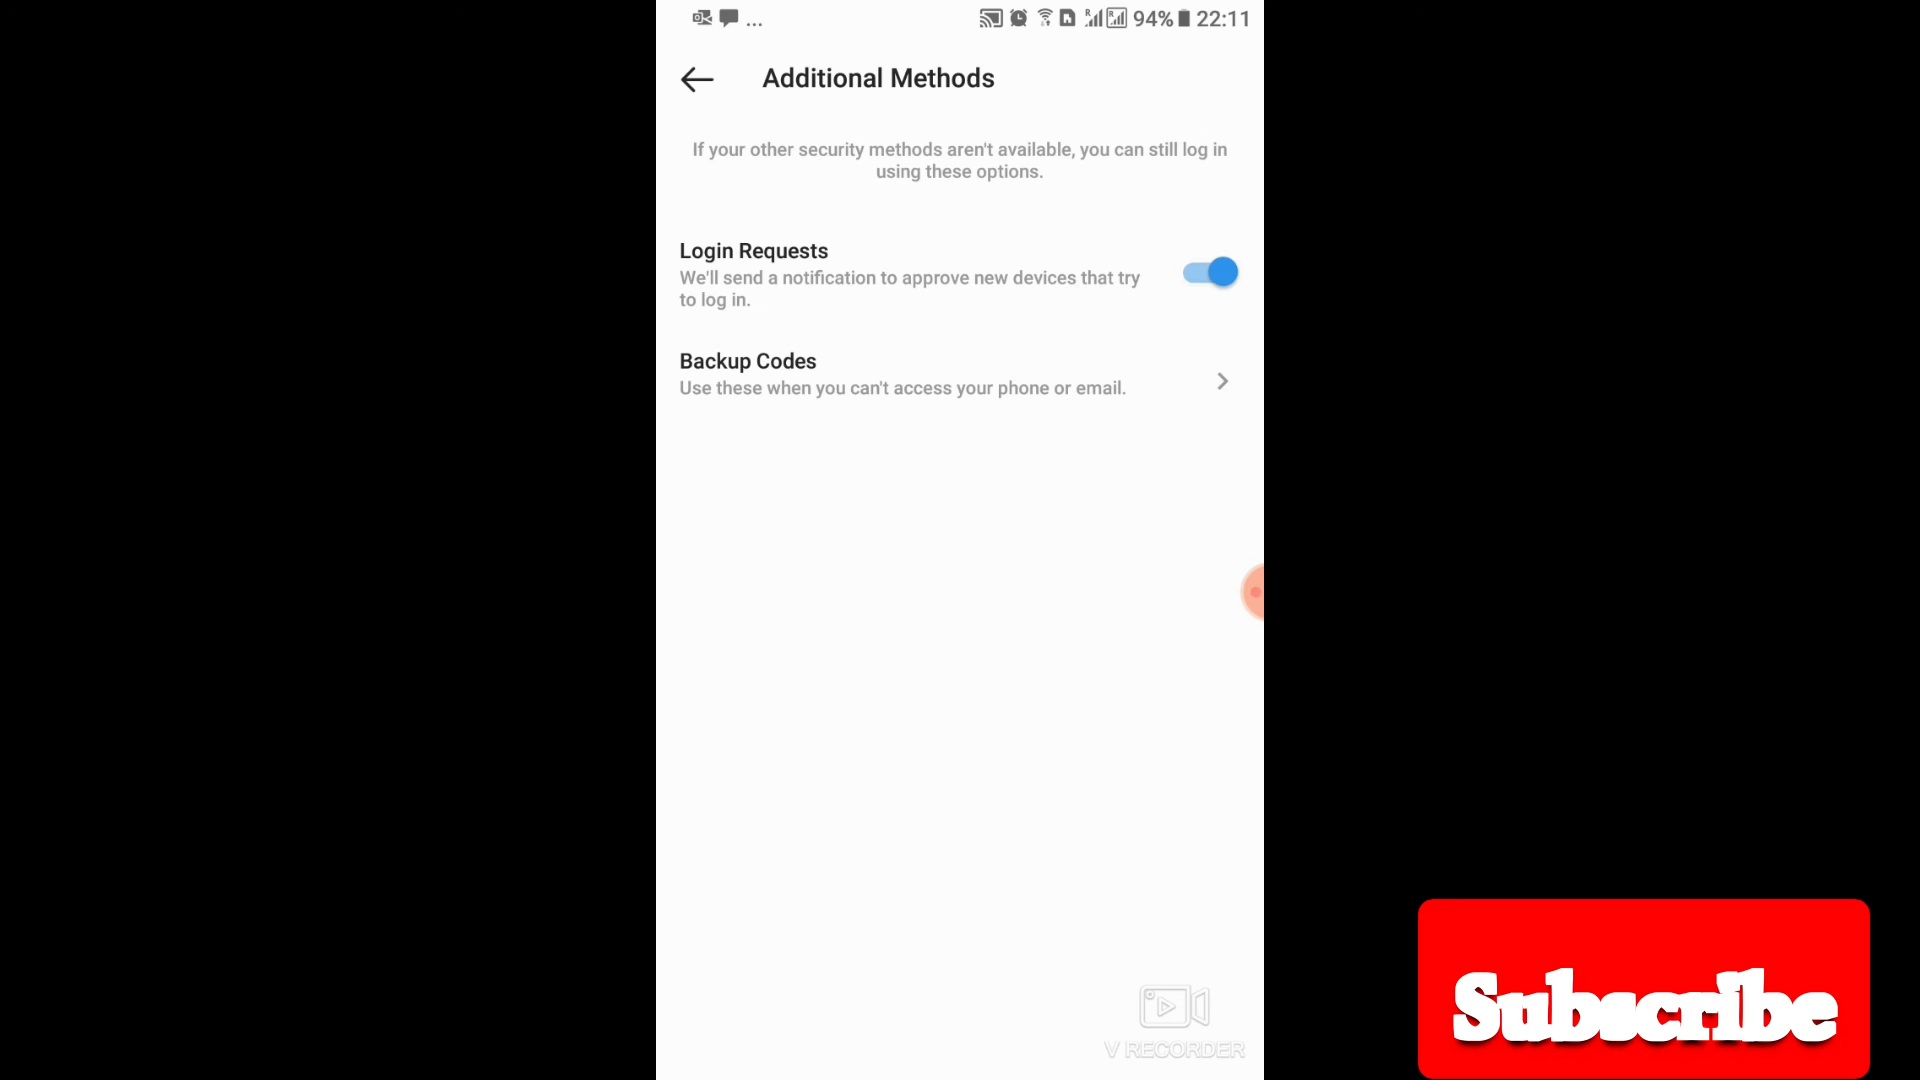 ... 94% 22:11
Additional Methods
If your other security methods aren't available, you can still log in
using these options.
Login Requests
We'll send a notification to approve new devices that try
to log in.
Backup Codes
Use these when you can't access your phone or email.
V RECORDER
Subscribe